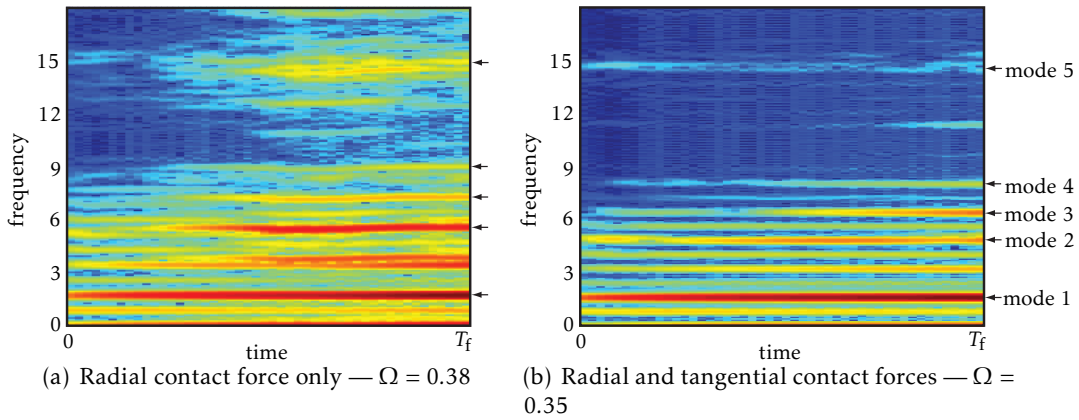 frequency
15
12
9
6
3
0
0
time
Tf
(a) Radial contact force only — Ω = 0.38
frequency
15
12
9
6
3
0
0
time
Tf
mode 5
mode 4
mode 3
mode 2
mode 1
(b) Radial and tangential contact forces — Ω =
0.35